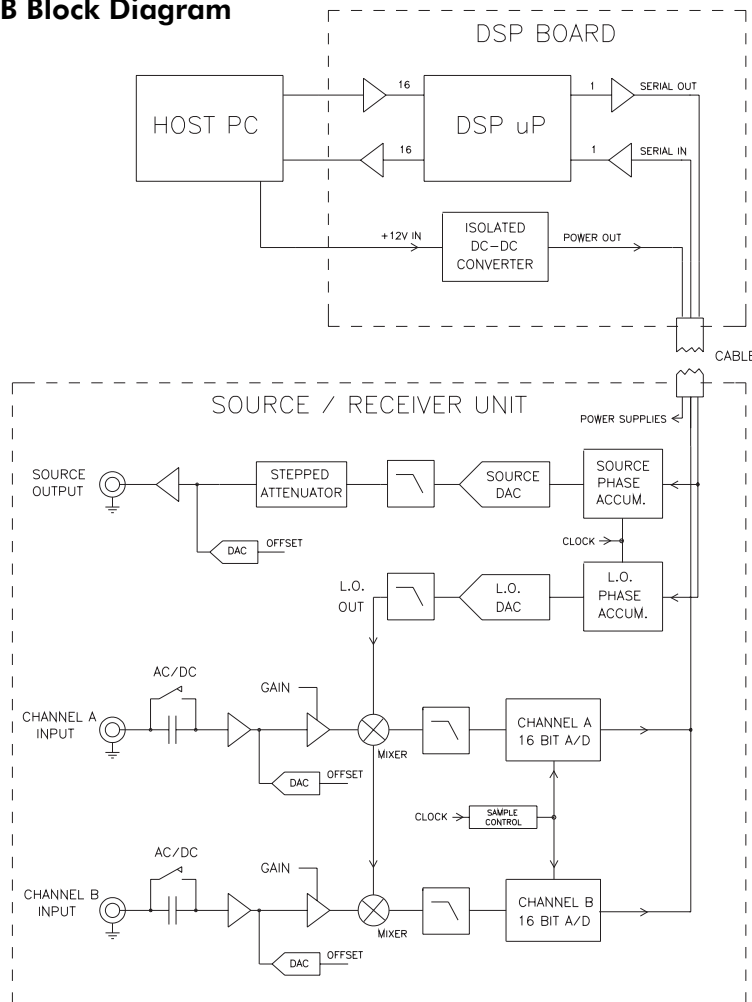 B Block Diagram
DSP BOARD
HOST PC
16
DSP uP
1
SERIAL OUT
16
1
SERIAL IN
+12V IN
ISOLATED
DC-DC
CONVERTER
POWER OUT
CABLE
SOURCE / RECEIVER UNIT
POWER SUPPLIES
SOURCE
OUTPUT
STEPPED
ATTENUATOR
SOURCE
DAC
SOURCE
PHASE
ACCUM.
DAC
OFFSET
CLOCK
L.O.
OUT
L.O.
DAC
L.O.
PHASE
ACCUM.
AC/DC
GAIN
CHANNEL A
INPUT
MIXER
CHANNEL A
16 BIT A/D
DAC
OFFSET
CLOCK
SAMPLE
CONTROL
AC/DC
GAIN
CHANNEL B
INPUT
MIXER
CHANNEL B
16 BIT A/D
DAC
OFFSET